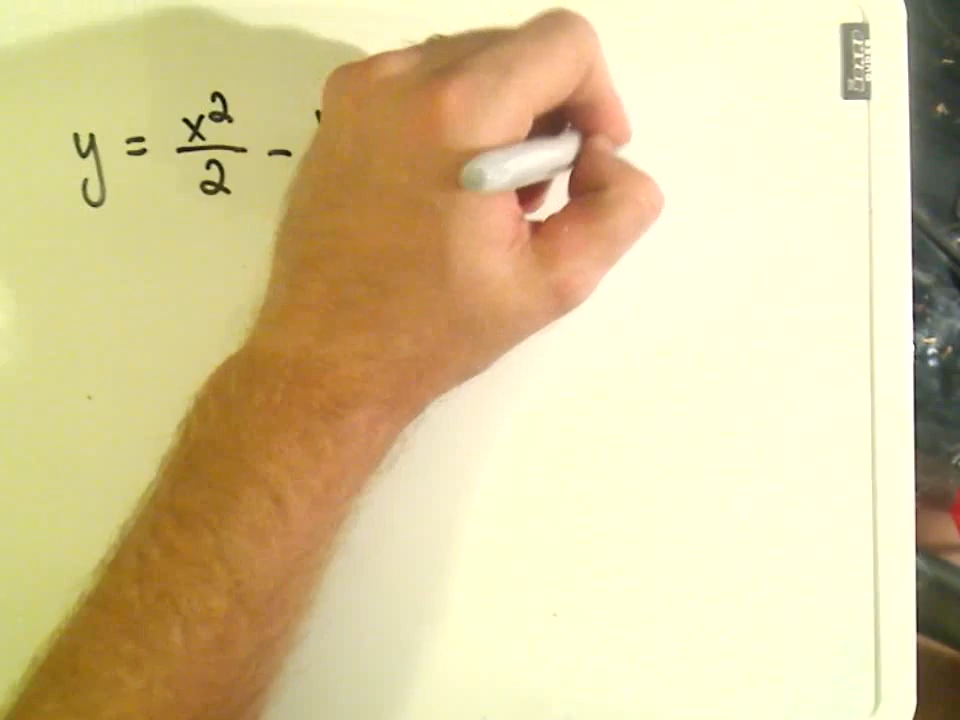 y = x²/2 -